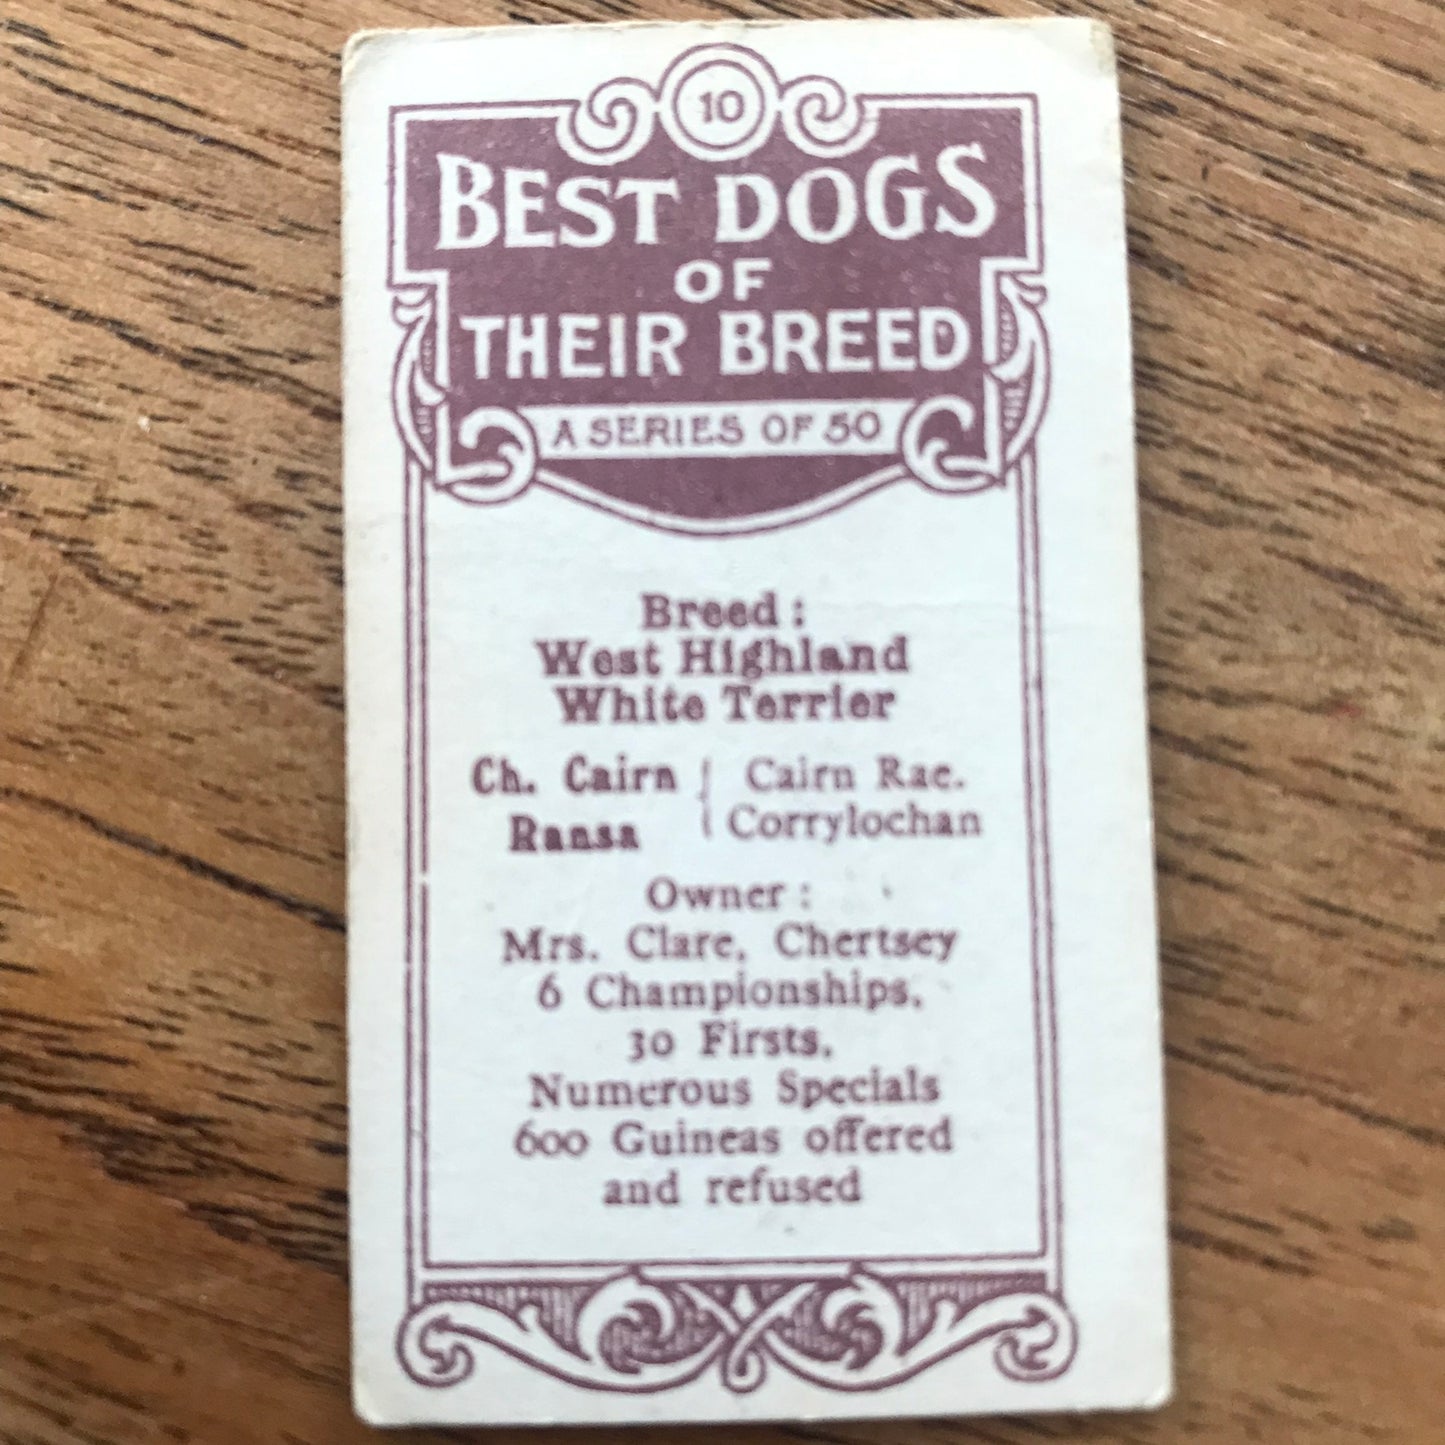 10
BEST DOGS
OF
THEIR BREED
A SERIES OF 50
Breed :
West Highland
White Terrier
Ch. Cairn { Cairn Rae.
Ransa { Corrylochan
Owner :
Mrs. Clare, Chertsey
6 Championships,
30 Firsts,
Numerous Specials
600 Guineas offered
and refused